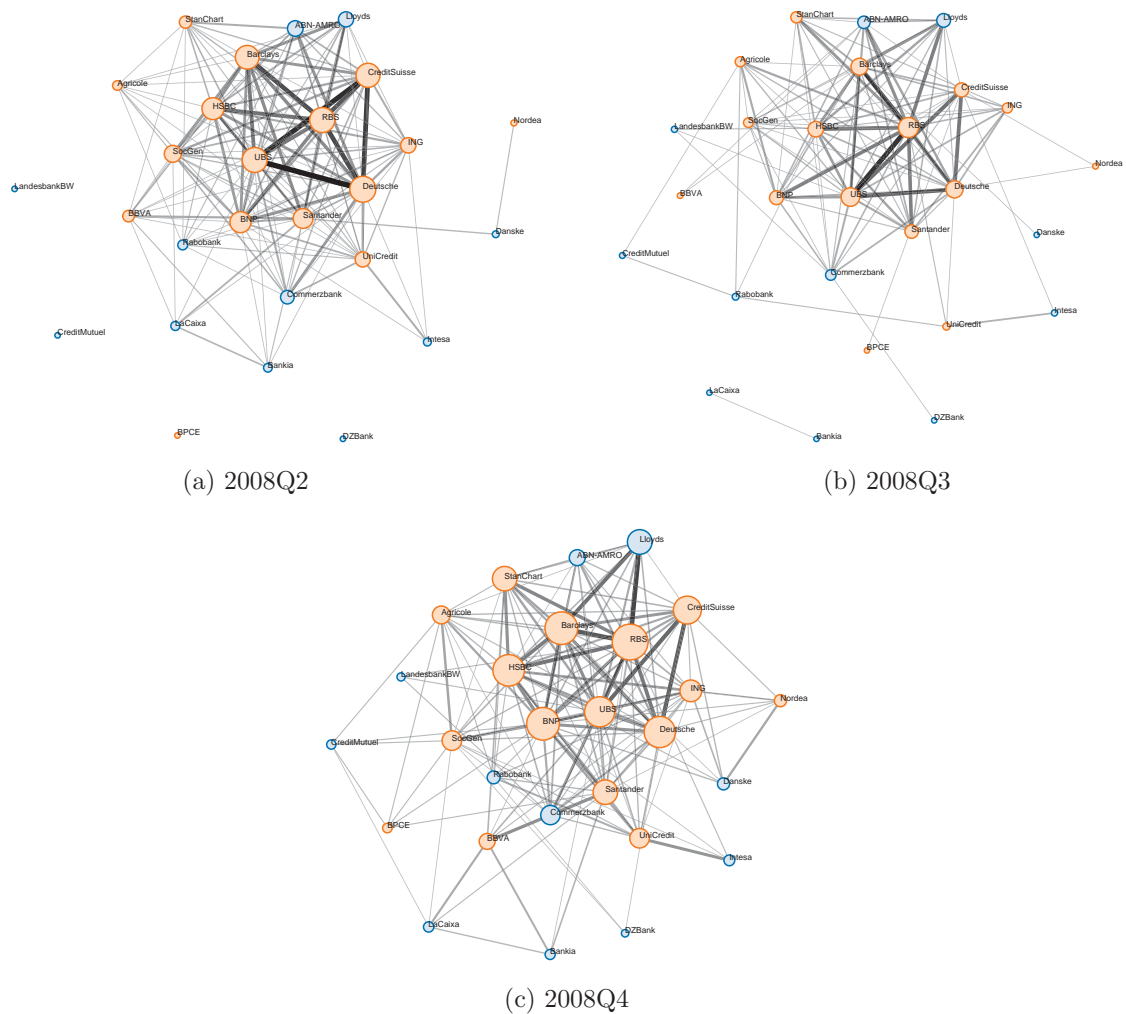 StanChart
ABN-AMRO
Lloyds
Barclays
CreditSuisse
Agricole
HSBC
RBS
Nordea
ING
SocGen
UBS
LandesbankBW
Deutsche
BBVA
BNP
Santander
Danske
Rabobank
UniCredit
Commerzbank
LaCaixa
CreditMutuel
Intesa
Bankia
BPCE
DZBank
(a) 2008Q2
StanChart
ABN-AMRO
Lloyds
Agricole
Barclays
CreditSuisse
ING
LandesbankBW
SocGen
HSBC
RBS
Nordea
BBVA
BNP
UBS
Deutsche
Santander
Danske
CreditMutuel
Commerzbank
Rabobank
Intesa
UniCredit
BPCE
LaCaixa
DZBank
Bankia
(b) 2008Q3
Lloyds
ABN-AMRO
StanChart
Agricole
CreditSuisse
Barclays
RBS
HSBC
LandesbankBW
ING
Nordea
UBS
BNP
Deutsche
CreditMutuel
SocGen
Rabobank
Danske
Santander
Commerzbank
BPCE
BBVA
UniCredit
Intesa
LaCaixa
DZBank
Bankia
(c) 2008Q4